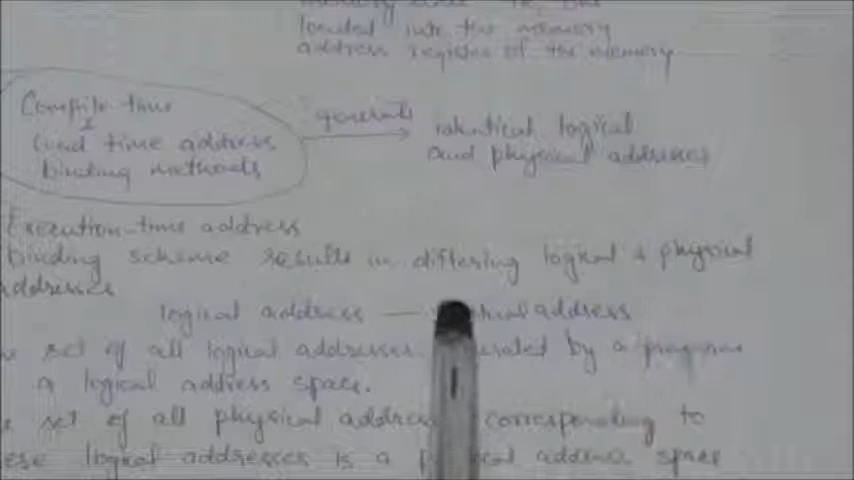 loaded into the memory
address register of the memory
Compile-time generate identical logical
&
load time address and physical addresses
binding methods
Execution-time address
binding scheme results in differing logical & physical
addresses
logical address — address
set of all logical addresses by a program
a logical address space.
set of all physical address corresponding to
logical addresses is a address space